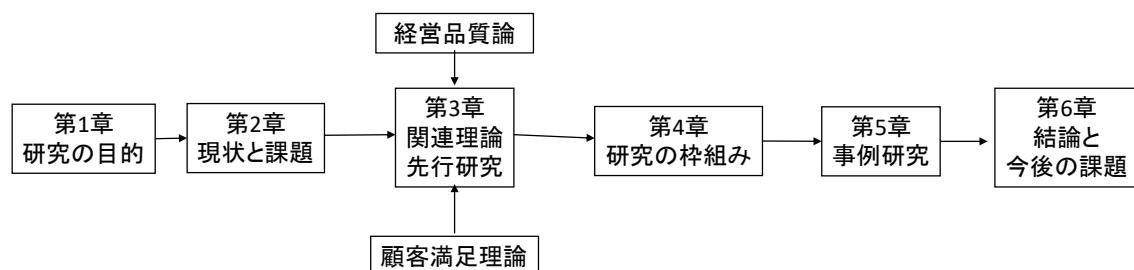 経営品質論
第1章
研究の目的
第2章
現状と課題
第3章
関連理論
先行研究
第4章
研究の枠組み
第5章
事例研究
第6章
結論と
今後の課題
顧客満足理論